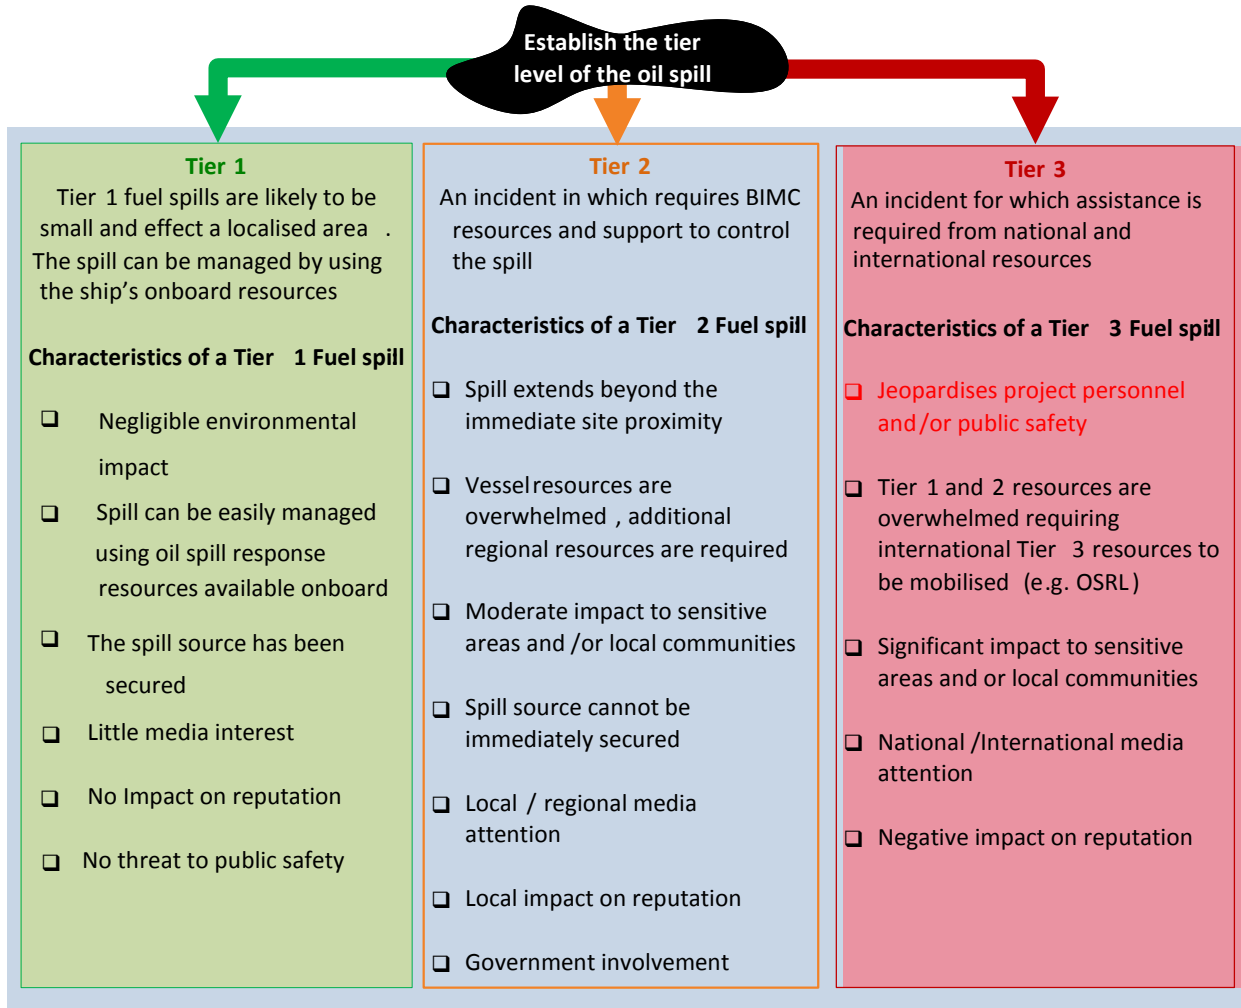 Establish the tier
level of the oil spill
Tier 1
Tier 1 fuel spills are likely to be
small and effect a localised area .
The spill can be managed by using
the ship's onboard resources
Characteristics of a Tier 1 Fuel spill:
❑ Negligible environmental
impact
❑ Spill can be easily managed
using oil spill response
resources available onboard
❑ The spill source has been
secured
❑ Little media interest
❑ No Impact on reputation
❑ No threat to public safety
Tier 2
An incident in which requires BIMC
resources and support to control
the spill
Characteristics of a Tier 2 Fuel spill:
❑ Spill extends beyond the
immediate site proximity
❑ Vessel resources are
overwhelmed , additional
regional resources are required
❑ Moderate impact to sensitive
areas and /or local communities
❑ Spill source cannot be
immediately secured
❑ Local / regional media
attention
❑ Local impact on reputation
❑ Government involvement
Tier 3
An incident for which assistance is
required from national and
international resources
Characteristics of a Tier 3 Fuel spill:
❑ Jeopardises project personnel
and/or public safety
❑ Tier 1 and 2 resources are
overwhelmed requiring
international Tier 3 resources to
be mobilised (e.g. OSRL)
❑ Significant impact to sensitive
areas and or local communities
❑ National /International media
attention
❑ Negative impact on reputation